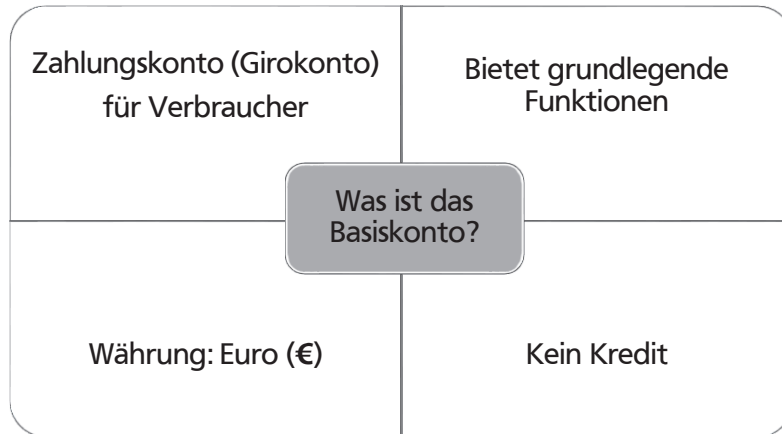 Zahlungskonto (Girokonto)
für Verbraucher
Bietet grundlegende
Funktionen
Was ist das
Basiskonto?
Währung: Euro (€)
Kein Kredit